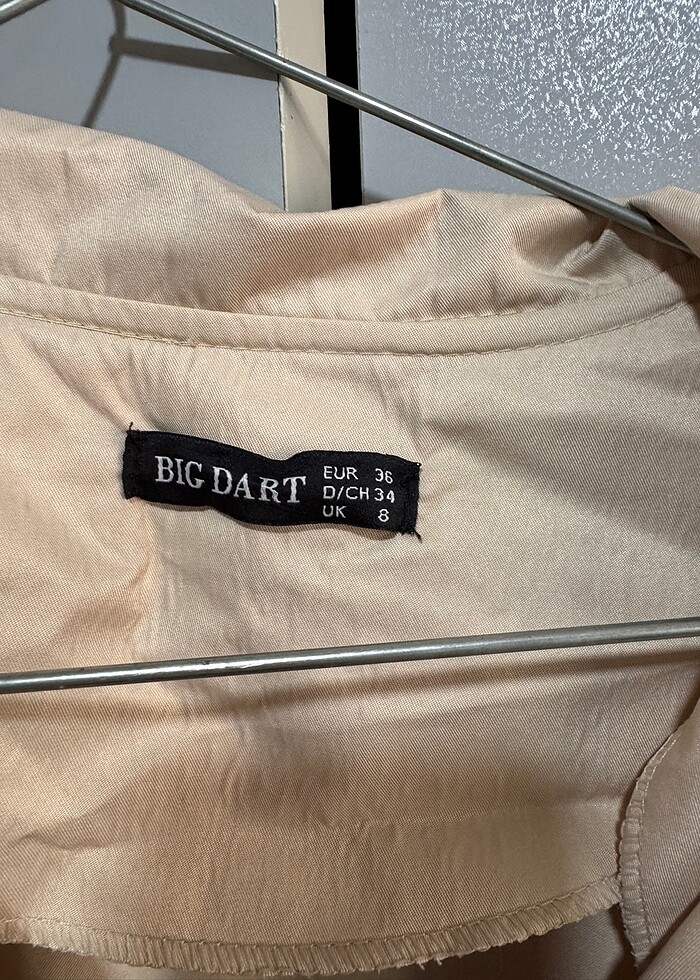 BIG DART
EUR 36
D/CH 34
UK 8